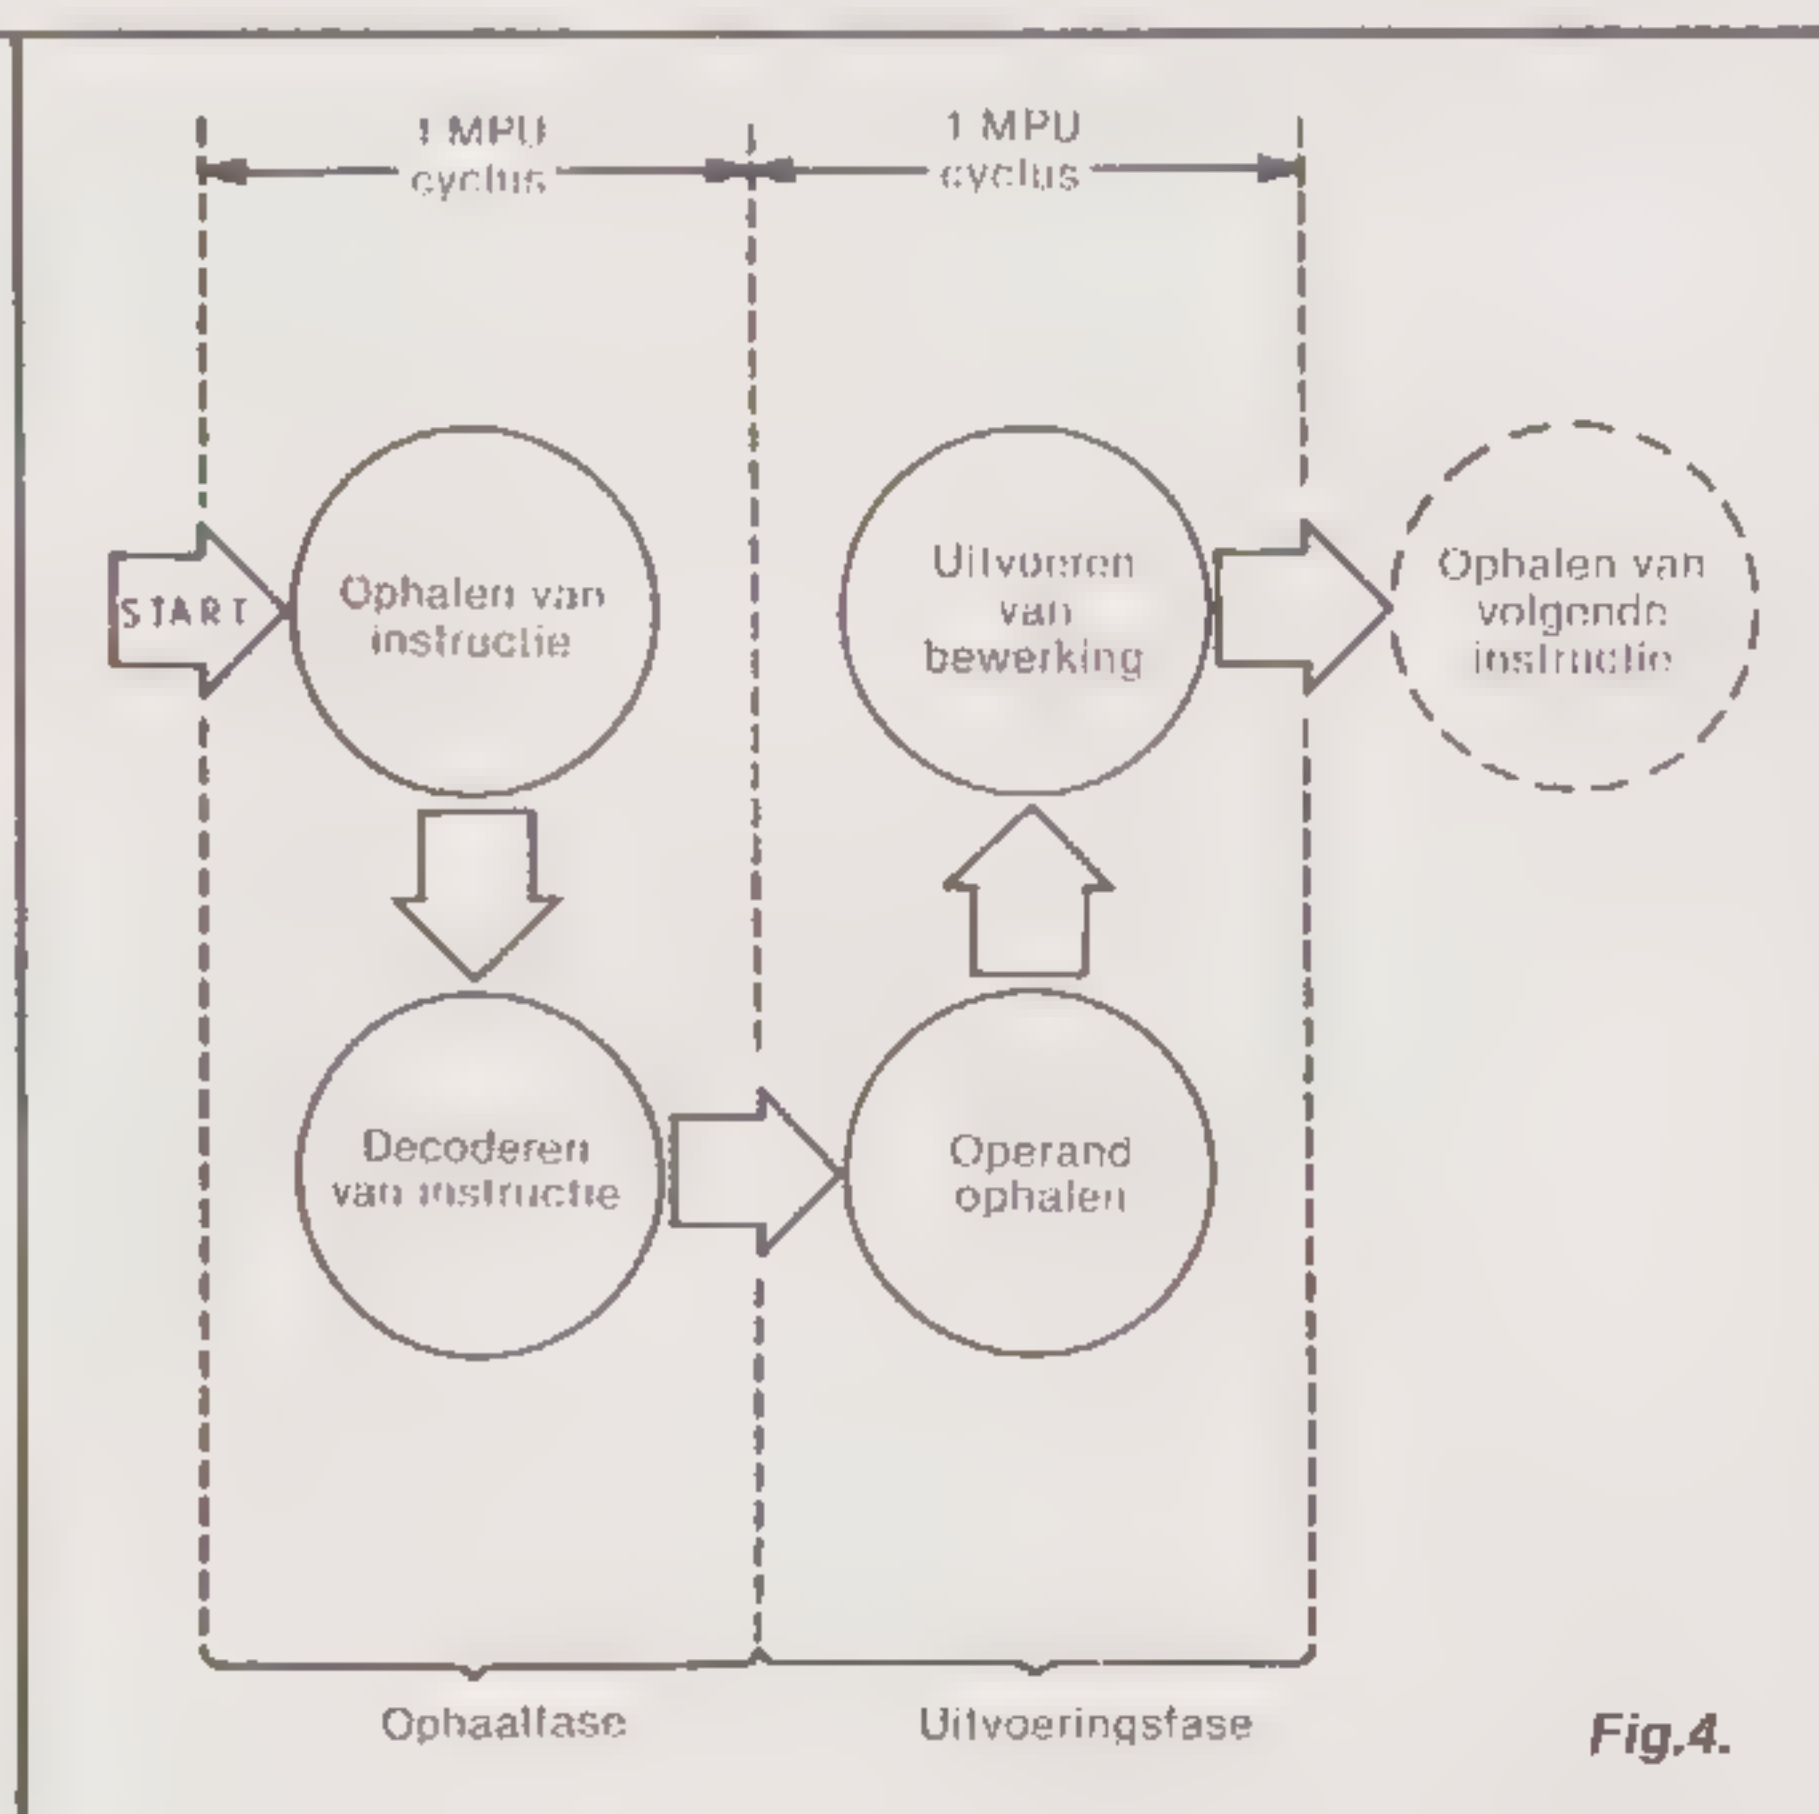 1 MPU
cyclus
1 MPU
cyclus
START
Ophalen van
instructie
Uitvoeren
van
bewerking
Ophalen van
volgende
instructie
Decoderen
van instructie
Operand
ophalen
Ophaalfase
Uitvoeringsfase
Fig.4.